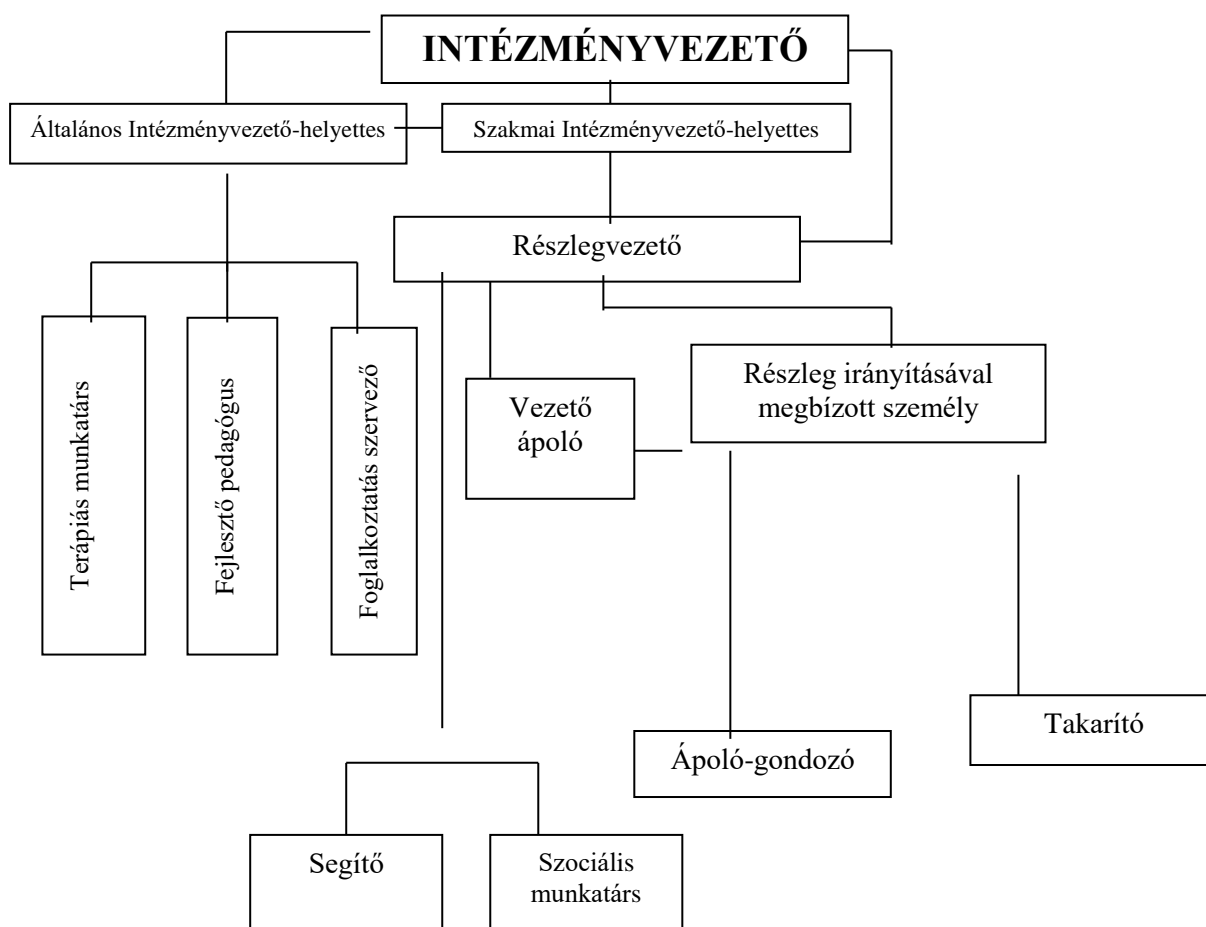 INTÉZMÉNYVEZETŐ
Általános Intézményvezető-helyettes
Szakmai Intézményvezető-helyettes
Részlegvezető
Terápiás munkatárs
Fejlesztő pedagógus
Foglalkoztatás szervező
Vezető
ápoló
Részleg irányításával
megbízott személy
Takarító
Ápoló-gondozó
Segítő
Szociális
munkatárs